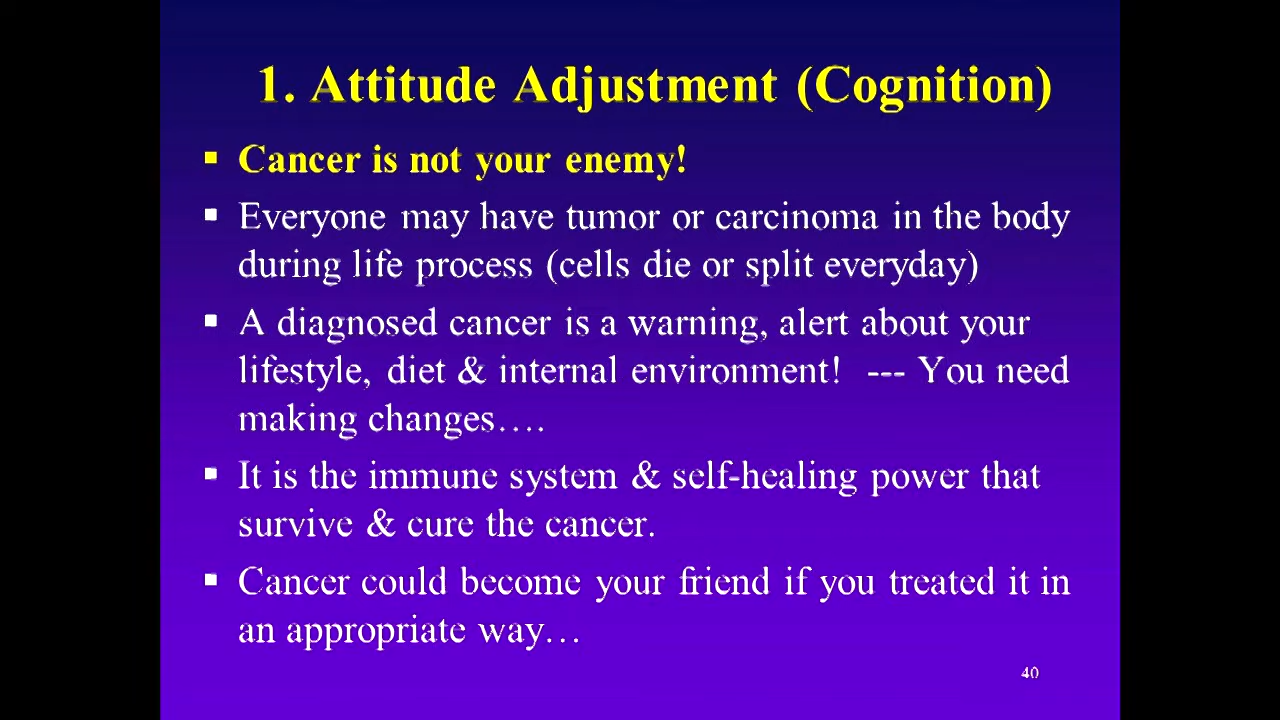 1. Attitude Adjustment (Cognition)
▪ Cancer is not your enemy!
▪ Everyone may have tumor or carcinoma in the body
during life process (cells die or split everyday)
▪ A diagnosed cancer is a warning, alert about your
lifestyle, diet & internal environment! --- You need
making changes….
▪ It is the immune system & self-healing power that
survive & cure the cancer.
▪ Cancer could become your friend if you treated it in
an appropriate way…
40